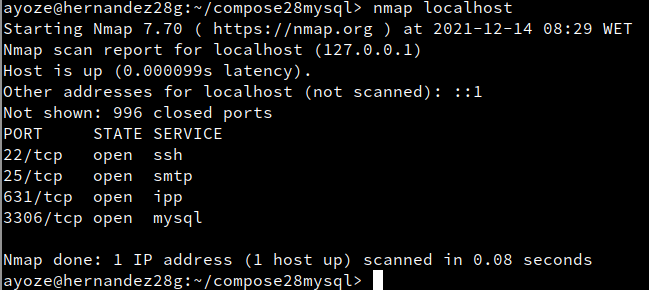 ayoze@hernandez28g:~/compose28mysql> nmap localhost
Starting Nmap 7.70 ( https://nmap.org ) at 2021-12-14 08:29 WET
Nmap scan report for localhost (127.0.0.1)
Host is up (0.000099s latency).
Other addresses for localhost (not scanned): ::1
Not shown: 996 closed ports
PORT     STATE SERVICE
22/tcp   open  ssh
25/tcp   open  smtp
631/tcp  open  ipp
3306/tcp open  mysql

Nmap done: 1 IP address (1 host up) scanned in 0.08 seconds
ayoze@hernandez28g:~/compose28mysql>